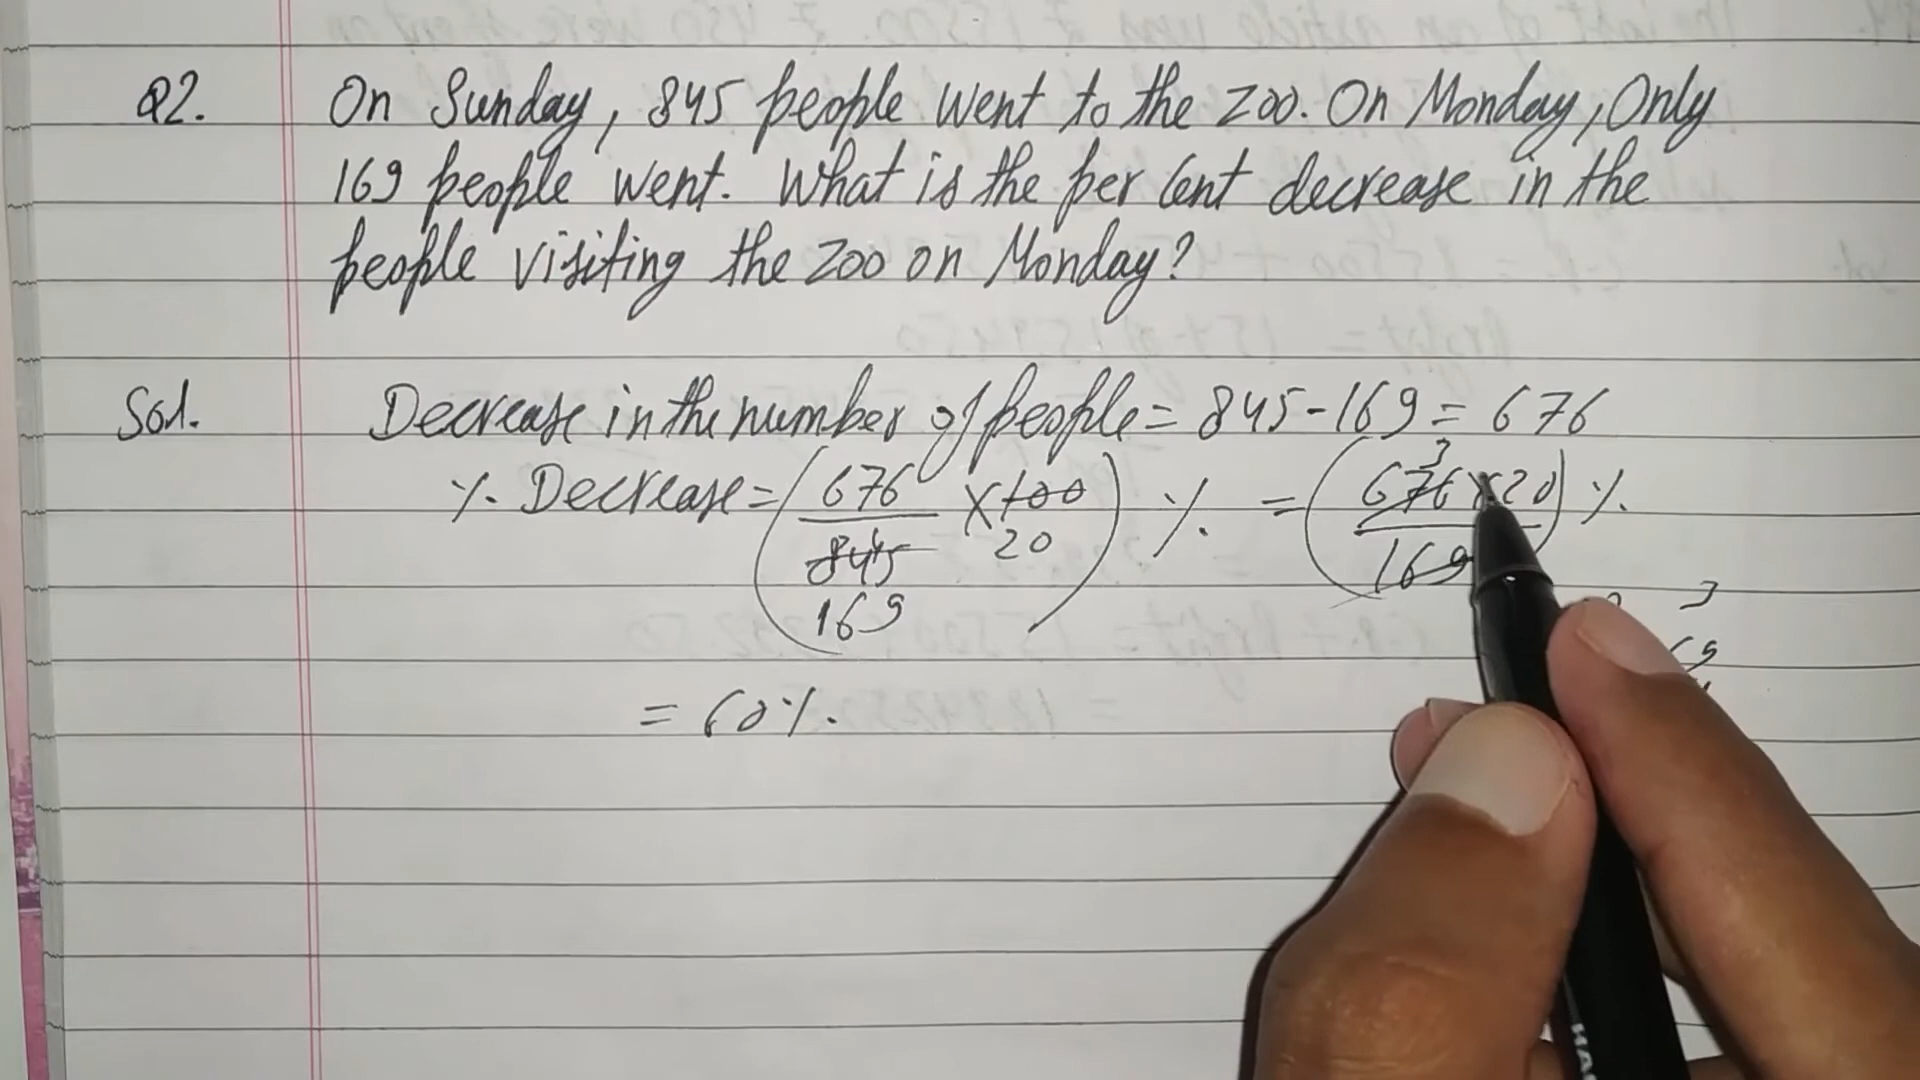 Q2. On Sunday, 845 people went to the zoo. On Monday, Only
169 people went. What is the per cent decrease in the
people visiting the zoo on Monday?
Sol. Decrease in the number of people = 845 - 169 = 676
% Decrease = (676/845 × 100) % = (676 × 20/169) %
3
20
169
3
= 60%.